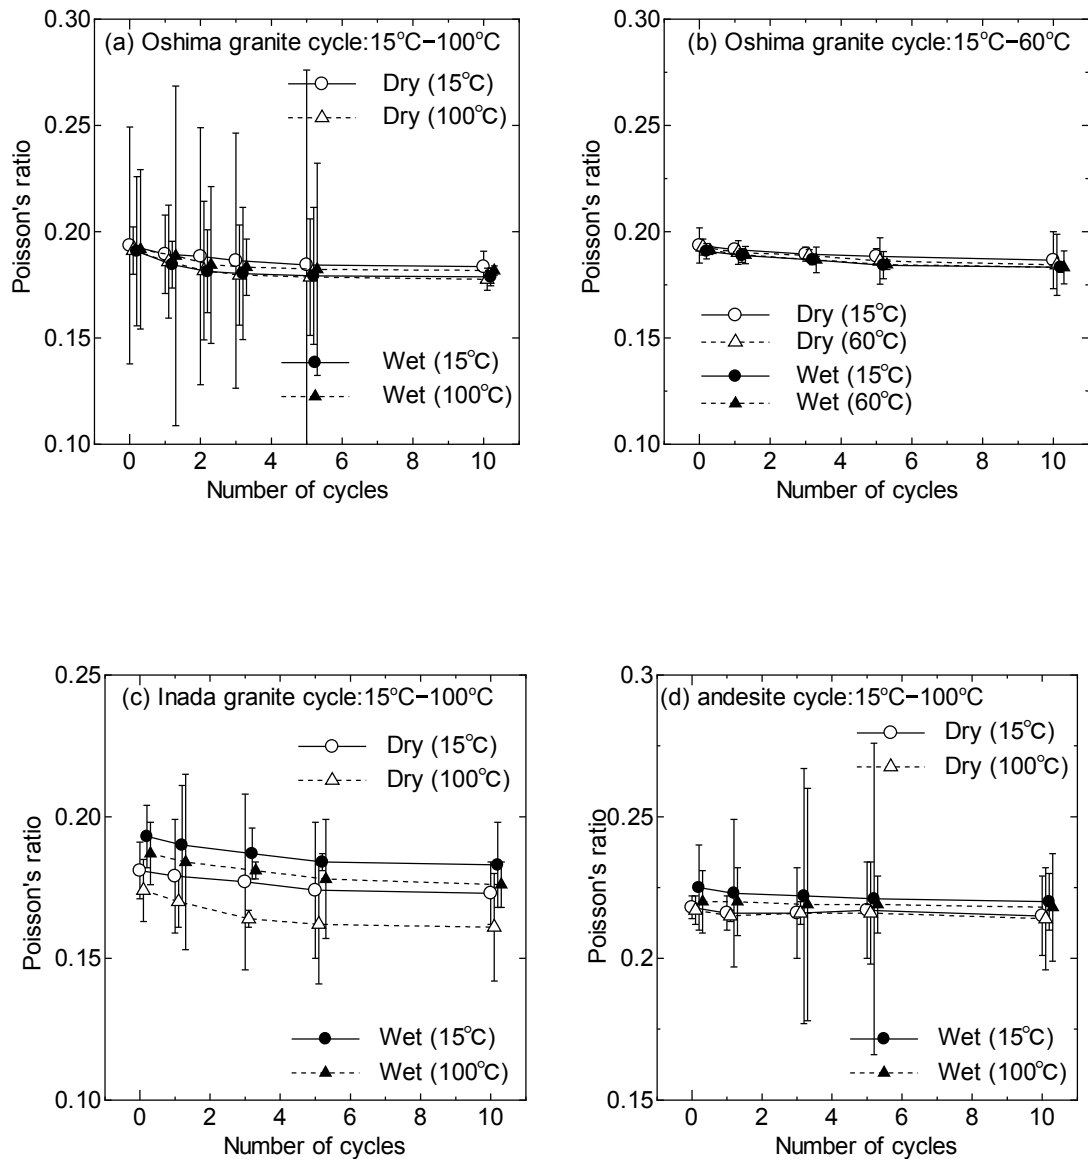 (a) Oshima granite cycle:15°C−100°C
Dry (15°C)
Dry (100°C)
Wet (15°C)
Wet (100°C)
Poisson's ratio
0.30
0.25
0.20
0.15
0.10
0 2 4 6 8 10
Number of cycles
(b) Oshima granite cycle:15°C−60°C
Dry (15°C)
Dry (60°C)
Wet (15°C)
Wet (60°C)
Poisson's ratio
0.30
0.25
0.20
0.15
0.10
0 2 4 6 8 10
Number of cycles
(c) Inada granite cycle:15°C−100°C
Dry (15°C)
Dry (100°C)
Wet (15°C)
Wet (100°C)
Poisson's ratio
0.25
0.20
0.15
0.10
0 2 4 6 8 10
Number of cycles
(d) andesite cycle:15°C−100°C
Dry (15°C)
Dry (100°C)
Wet (15°C)
Wet (100°C)
Poisson's ratio
0.3
0.25
0.2
0.15
0 2 4 6 8 10
Number of cycles